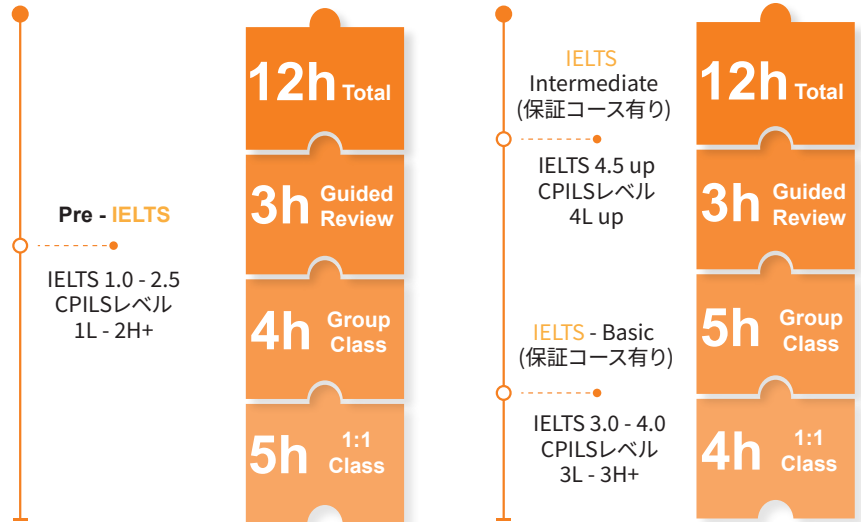 Pre - IELTS
IELTS 1.0 - 2.5
CPILSレベル
1L - 2H+
12h Total
3h Guided
Review
4h Group
Class
5h 1:1
Class
IELTS
Intermediate
(保証コース有り)
IELTS 4.5 up
CPILSレベル
4L up
IELTS - Basic
(保証コース有り)
IELTS 3.0 - 4.0
CPILSレベル
3L - 3H+
12h Total
3h Guided
Review
5h Group
Class
4h 1:1
Class